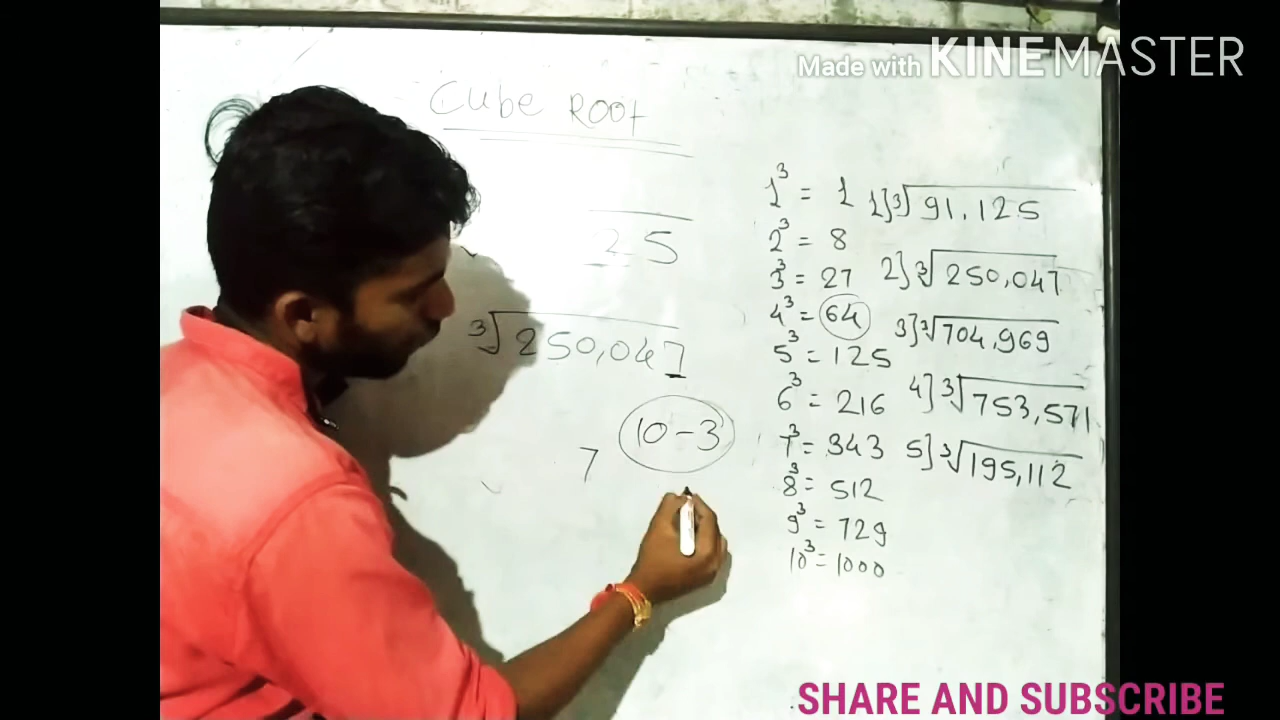 Made with KINEMASTER
Cube Root
25
³√250,047
10-3
7
1³ = 1
2³ = 8
3³ = 27
4³ = 64
5³ = 125
6³ = 216
7³ = 343
8³ = 512
9³ = 729
10³ = 1000
1] ³√91,125
2] ³√250,047
3] ³√704,969
4] ³√753,571
5] ³√195,112
SHARE AND SUBSCRIBE